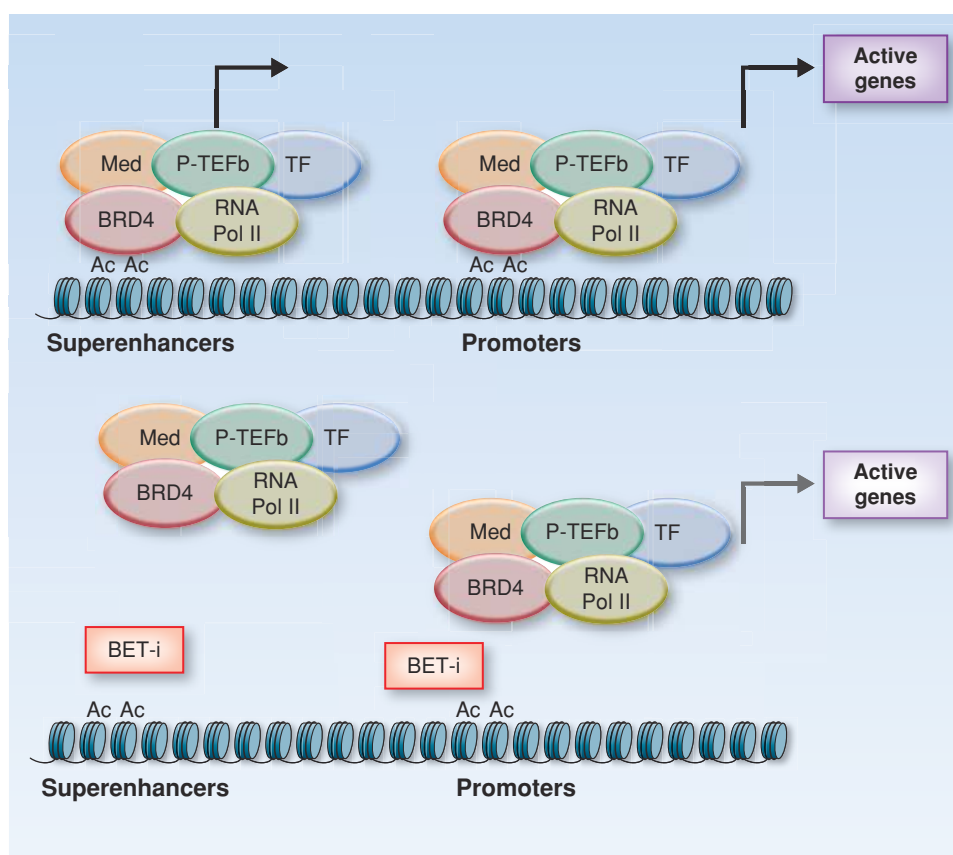 Active
genes
Med
P-TEFb
TF
BRD4
RNA
Pol II
Ac Ac
Med
P-TEFb
TF
BRD4
RNA
Pol II
Ac Ac
Superenhancers
Promoters
Med
P-TEFb
TF
BRD4
RNA
Pol II
Active
genes
Med
P-TEFb
TF
BRD4
RNA
Pol II
BET-i
BET-i
Ac Ac
Ac Ac
Superenhancers
Promoters